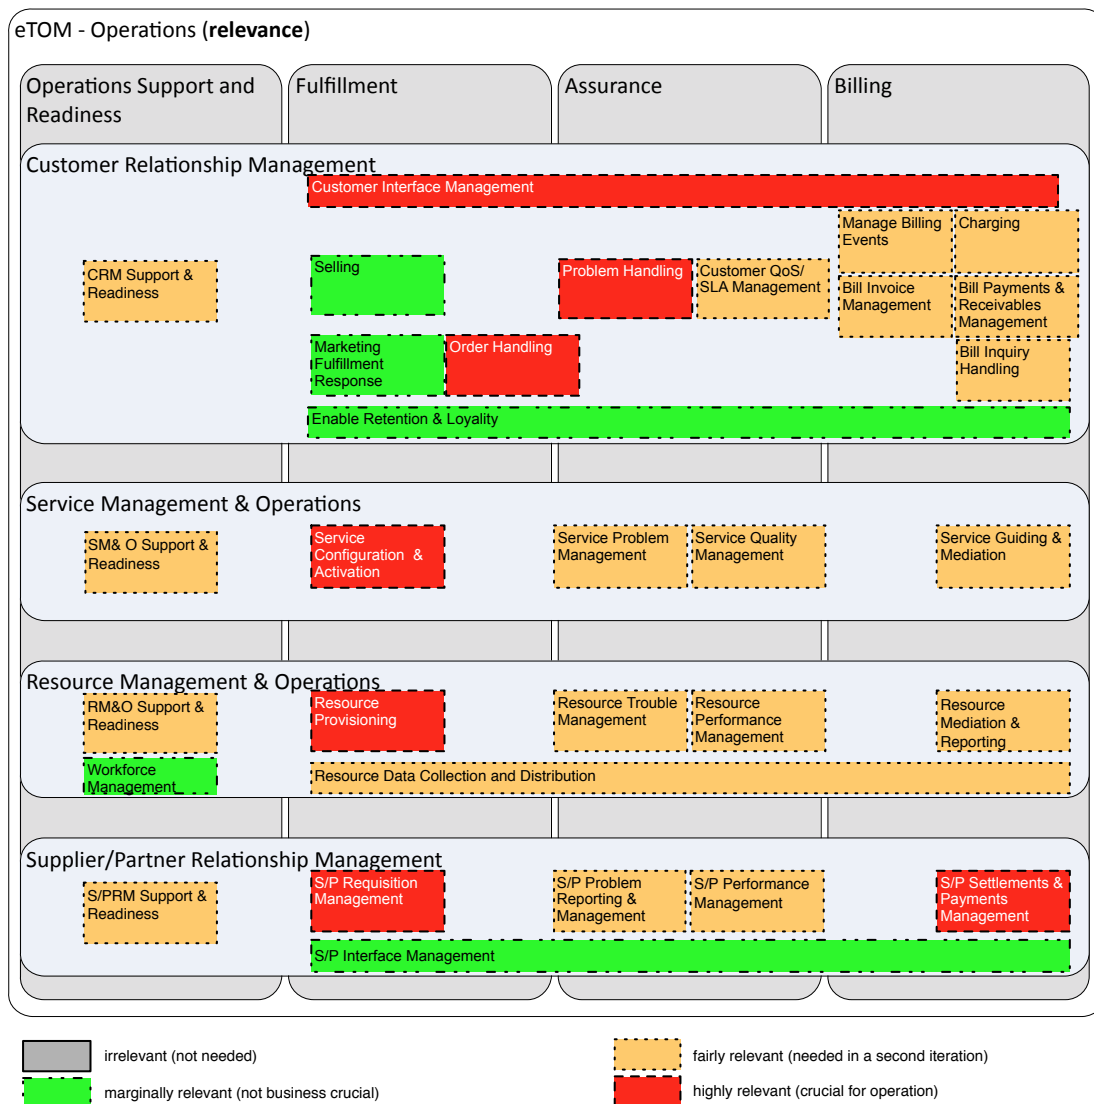 eTOM - Operations (relevance)
Operations Support and
Readiness
Fulfillment
Assurance
Billing
Customer Relationship Management
Customer Interface Management
CRM Support &
Readiness
Selling
Marketing
Fulfillment
Response
Order Handling
Problem Handling
Customer QoS/
SLA Management
Manage Billing
Events
Charging
Bill Invoice
Management
Bill Payments &
Receivables
Management
Bill Inquiry
Handling
Enable Retention & Loyality
Service Management & Operations
SM& O Support &
Readiness
Service
Configuration &
Activation
Service Problem
Management
Service Quality
Management
Service Guiding &
Mediation
Resource Management & Operations
RM&O Support &
Readiness
Workforce
Management
Resource
Provisioning
Resource Trouble
Management
Resource
Performance
Management
Resource
Mediation &
Reporting
Resource Data Collection and Distribution
Supplier/Partner Relationship Management
S/PRM Support &
Readiness
S/P Requisition
Management
S/P Problem
Reporting &
Management
S/P Performance
Management
S/P Settlements &
Payments
Management
S/P Interface Management
irrelevant (not needed)
marginally relevant (not business crucial)
fairly relevant (needed in a second iteration)
highly relevant (crucial for operation)